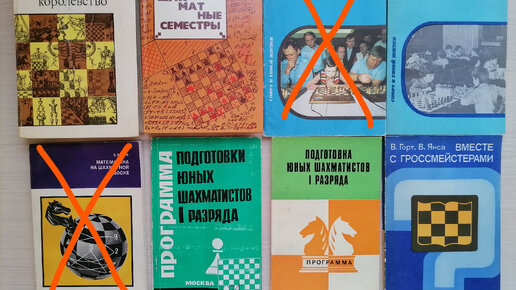 королевство
МАТ
НЫЕ
СЕМЕСТРЫ
МАТЕМАТИКА
НА ШАХМАТНОЙ
ДОСКЕ
ПРОГРАММА
ПОДГОТОВКИ
ЮНЫХ
ШАХМАТИСТОВ
1 РАЗРЯДА
МОСКВА
ПОДГОТОВКА
ЮНЫХ ШАХМАТИСТОВ
I РАЗРЯДА
ПРОГРАММА
В. Горт, В. Янса
ВМЕСТЕ
С ГРОССМЕЙСТЕРАМИ